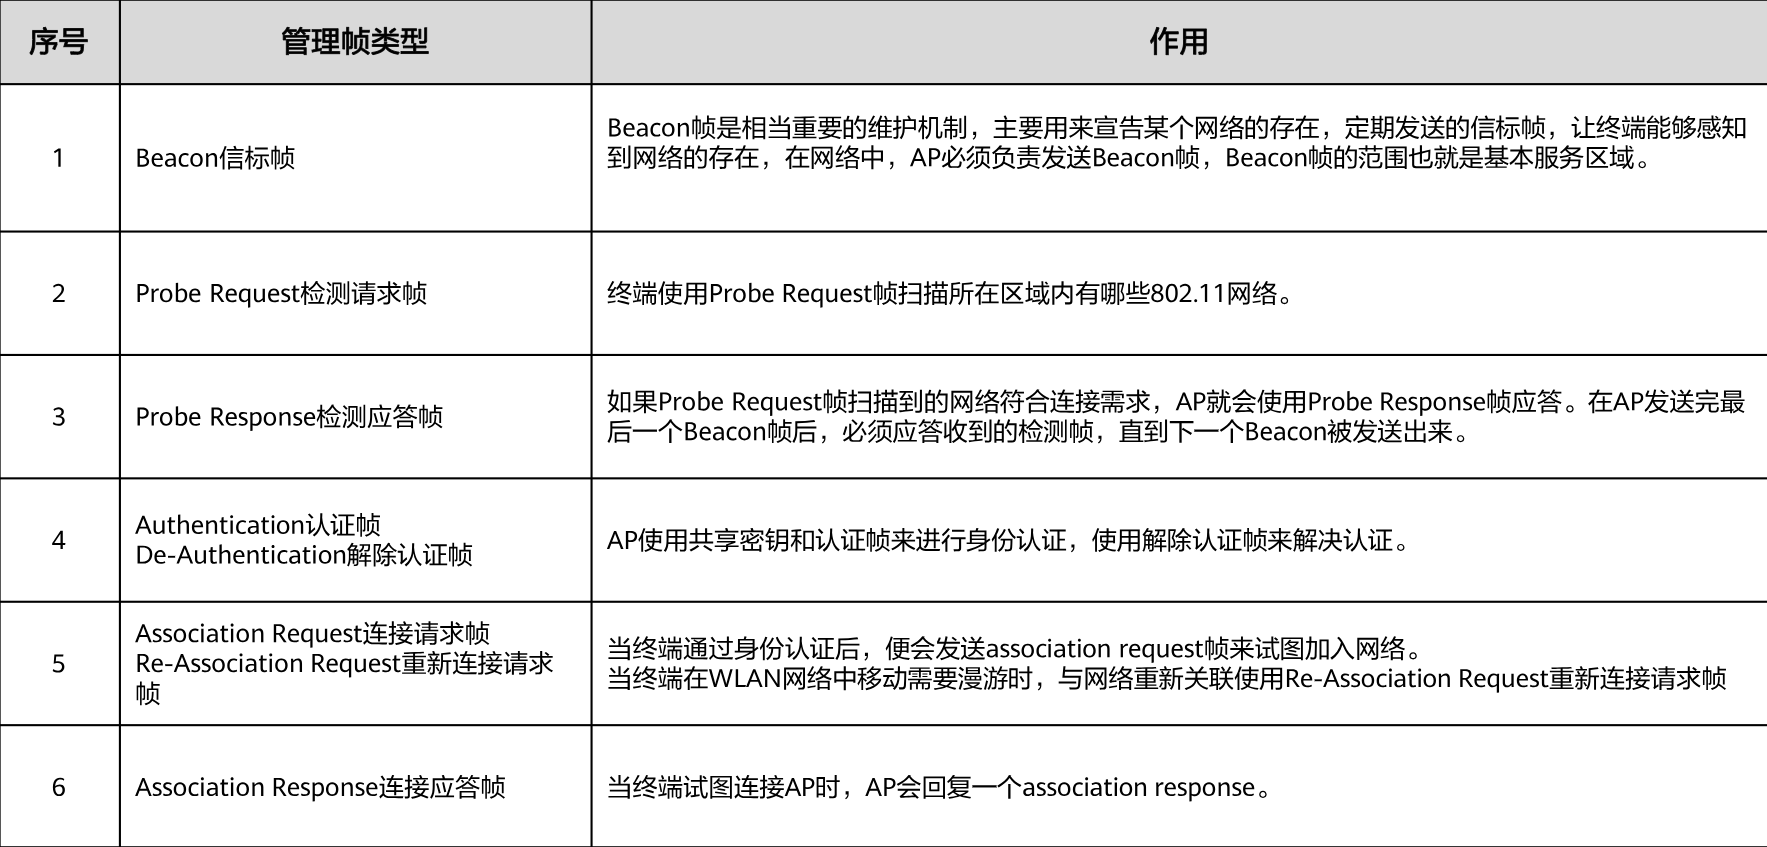 序号
管理帧类型
作用
1
Beacon信标帧
Beacon帧是相当重要的维护机制，主要用来宣告某个网络的存在，定期发送的信标帧，让终端能够感知
到网络的存在，在网络中，AP必须负责发送Beacon帧，Beacon帧的范围也就是基本服务区域。
2
Probe Request检测请求帧
终端使用Probe Request帧扫描所在区域内有哪些802.11网络。
3
Probe Response检测应答帧
如果Probe Request帧扫描到的网络符合连接需求，AP就会使用Probe Response帧应答。在AP发送完最
后一个Beacon帧后，必须应答收到的检测帧，直到下一个Beacon被发送出来。
4
Authentication认证帧
De-Authentication解除认证帧
AP使用共享密钥和认证帧来进行身份认证，使用解除认证帧来解决认证。
5
Association Request连接请求帧
Re-Association Request重新连接请求
帧
当终端通过身份认证后，便会发送association request帧来试图加入网络。
当终端在WLAN网络中移动需要漫游时，与网络重新关联使用Re-Association Request重新连接请求帧
6
Association Response连接应答帧
当终端试图连接AP时，AP会回复一个association response。